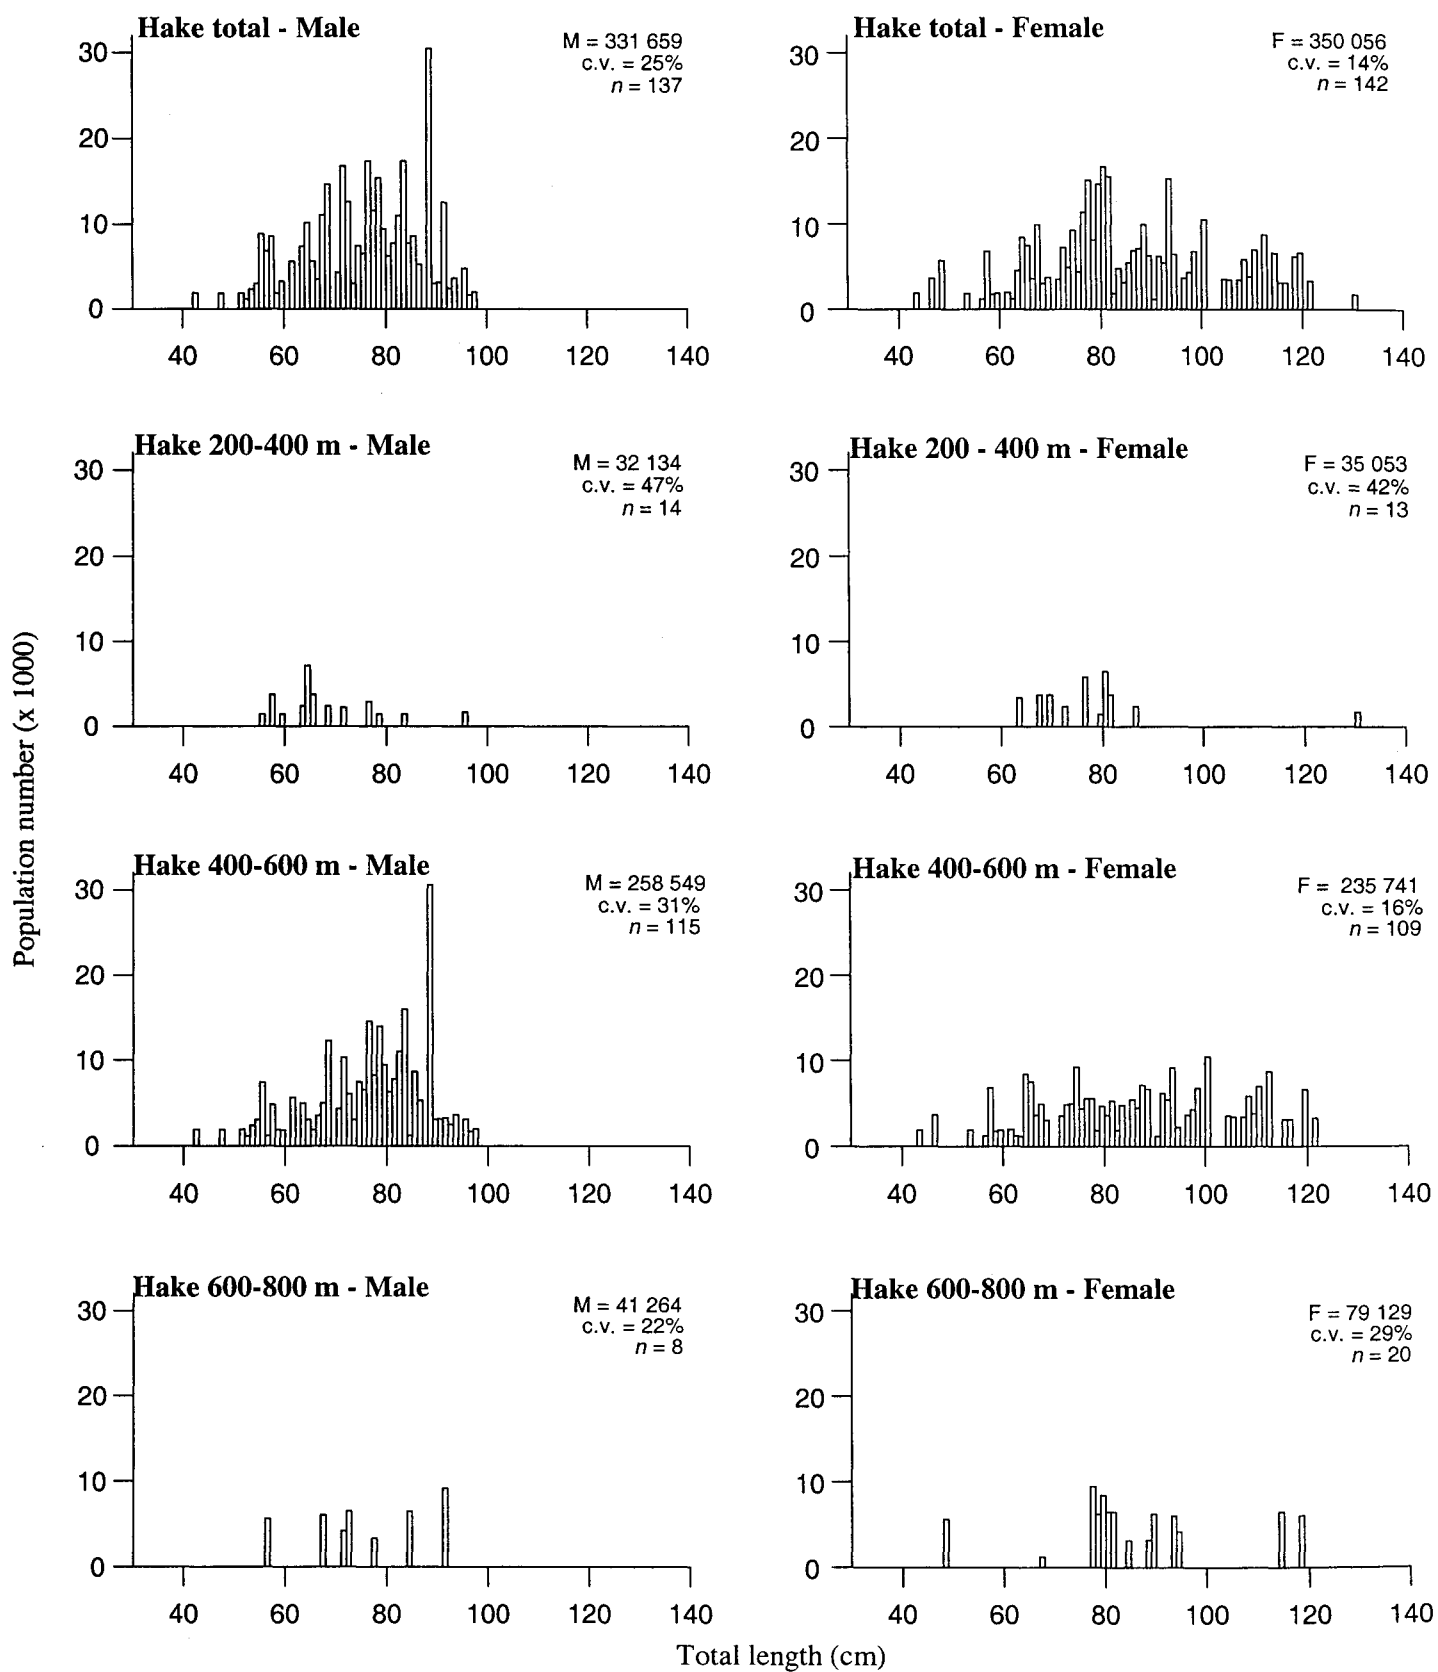 Hake total - Male
M = 331 659
c.v. = 25%
n = 137
30
20
10
0
40 60 80 100 120 140
Hake total - Female
F = 350 056
c.v. = 14%
n = 142
30
20
10
0
40 60 80 100 120 140
Hake 200-400 m - Male
M = 32 134
c.v. = 47%
n = 14
30
20
10
0
40 60 80 100 120 140
Hake 200 - 400 m - Female
F = 35 053
c.v. = 42%
n = 13
30
20
10
0
40 60 80 100 120 140
Population number (x 1000)
Hake 400-600 m - Male
M = 258 549
c.v. = 31%
n = 115
30
20
10
0
40 60 80 100 120 140
Hake 400-600 m - Female
F = 235 741
c.v. = 16%
n = 109
30
20
10
0
40 60 80 100 120 140
Hake 600-800 m - Male
M = 41 264
c.v. = 22%
n = 8
30
20
10
0
40 60 80 100 120 140
Hake 600-800 m - Female
F = 79 129
c.v. = 29%
n = 20
30
20
10
0
40 60 80 100 120 140
Total length (cm)